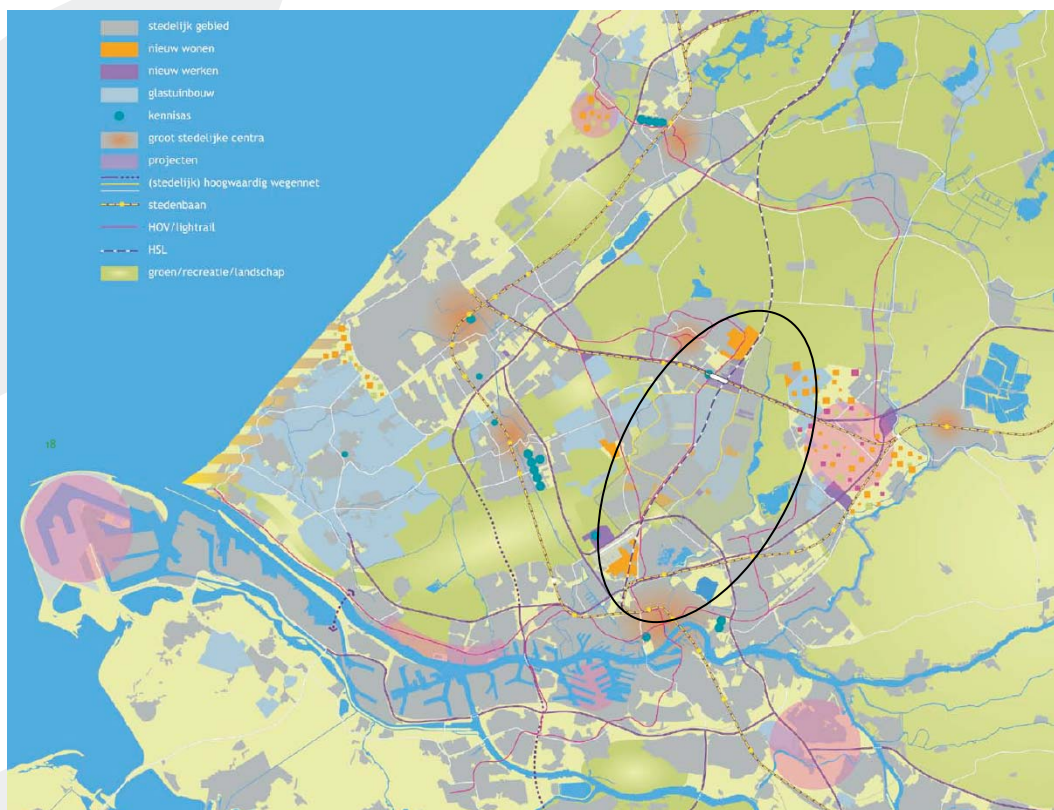 stedelijk gebied
nieuw wonen
nieuw werken
glastuinbouw
kennisas
groot stedelijke centra
projecten
(stedelijk) hoogwaardig wegennet
stedenbaan
HOV/lightrail
HSL
groen/recreatie/landschap
18